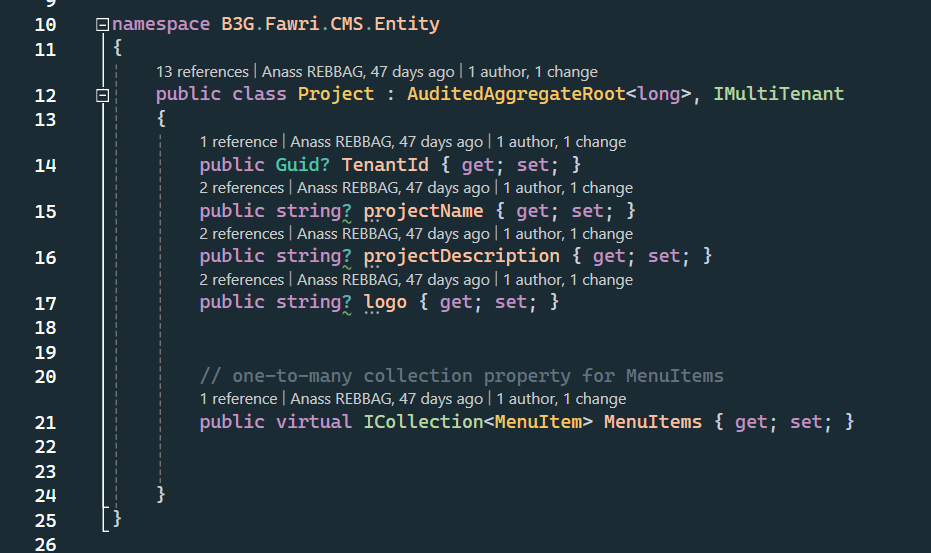 9
10 namespace B3G.Fawri.CMS.Entity
11 {
13 references | Anass REBBAG, 47 days ago | 1 author, 1 change
12 public class Project : AuditedAggregateRoot<long>, IMultiTenant
13 {
1 reference | Anass REBBAG, 47 days ago | 1 author, 1 change
14 public Guid? TenantId { get; set; }
2 references | Anass REBBAG, 47 days ago | 1 author, 1 change
15 public string? projectName { get; set; }
2 references | Anass REBBAG, 47 days ago | 1 author, 1 change
16 public string? projectDescription { get; set; }
2 references | Anass REBBAG, 47 days ago | 1 author, 1 change
17 public string? logo { get; set; }
18
19
20 // one-to-many collection property for MenuItems
1 reference | Anass REBBAG, 47 days ago | 1 author, 1 change
21 public virtual ICollection<MenuItem> MenuItems { get; set; }
22
23
24 }
25 }
26